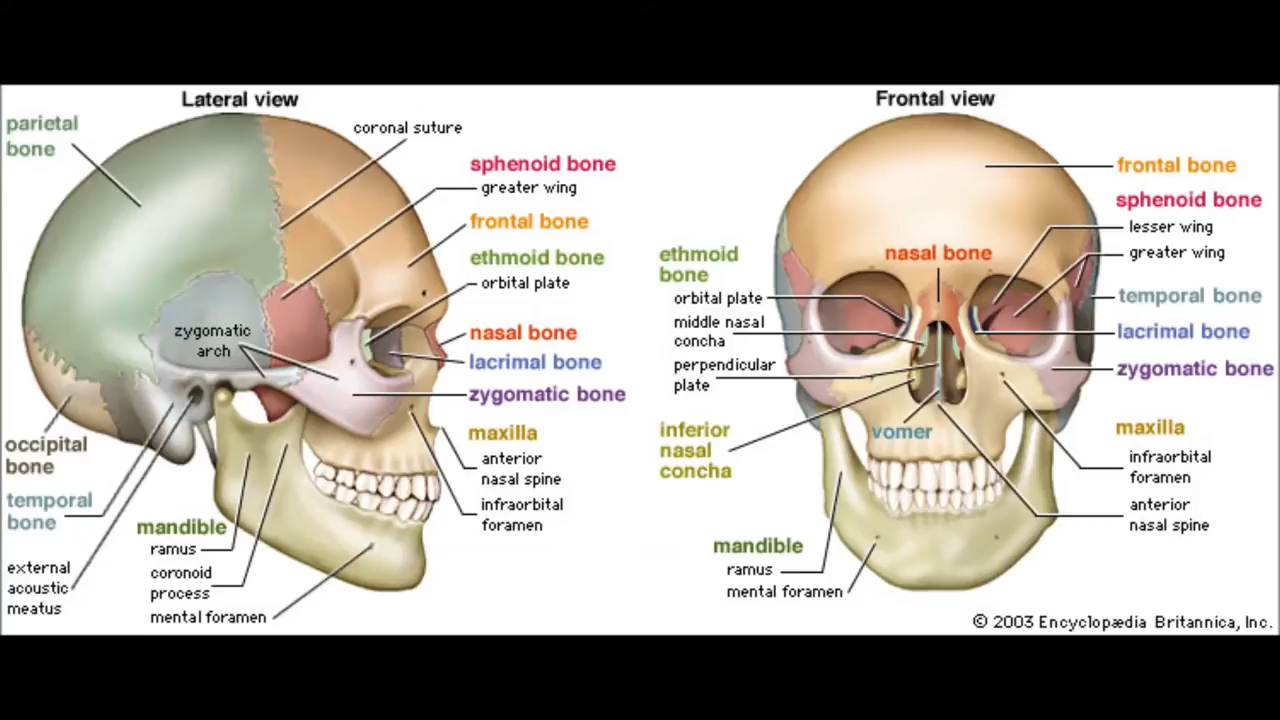 Lateral view
parietal
bone
coronal suture
sphenoid bone
greater wing
frontal bone
ethmoid bone
orbital plate
nasal bone
lacrimal bone
zygomatic bone
zygomatic
arch
maxilla
anterior
nasal spine
infraorbital
foramen
occipital
bone
temporal
bone
external
acoustic
meatus
mandible
ramus
coronoid
process
mental foramen
Frontal view
frontal bone
sphenoid bone
lesser wing
greater wing
temporal bone
lacrimal bone
zygomatic bone
nasal bone
ethmoid
bone
orbital plate
middle nasal
concha
perpendicular
plate
inferior
nasal
concha
vomer
maxilla
infraorbital
foramen
anterior
nasal spine
mandible
ramus
mental foramen
© 2003 Encyclopædia Britannica, Inc.